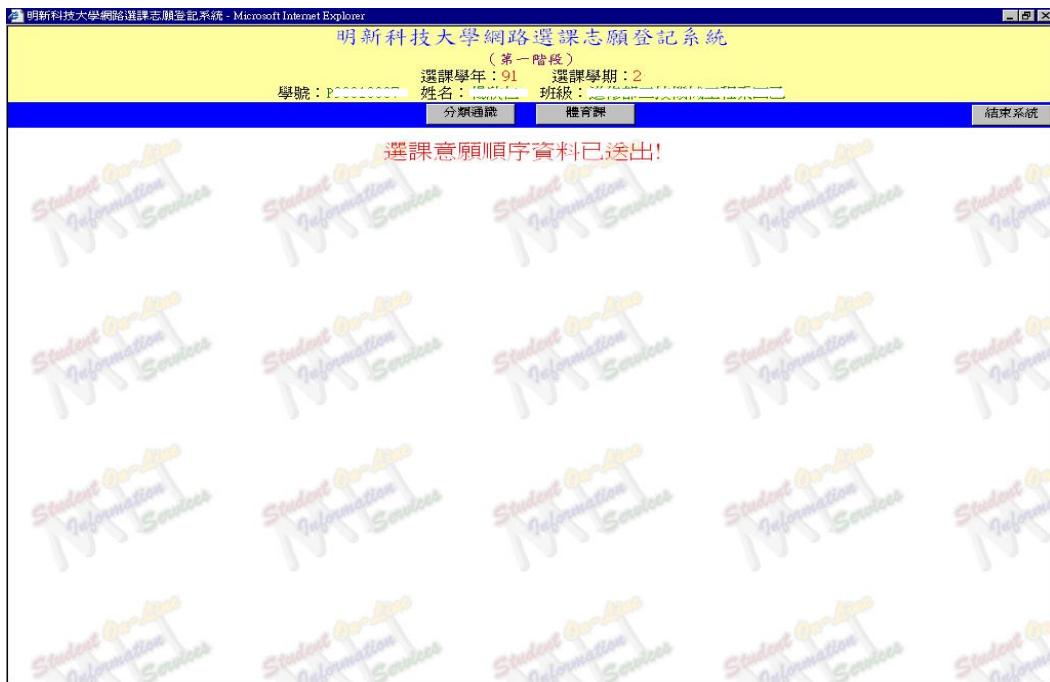 明新科技大學網路選課志願登記系統 - Microsoft Internet Explorer
明新科技大學網路選課志願登記系統
(第一階段)
選課學年：91 選課學期：2
學號： 姓名： 班級：
分類通識 體育課 結束系統
選課意願順序資料已送出!
Student On-Line
Information
Services
MIT